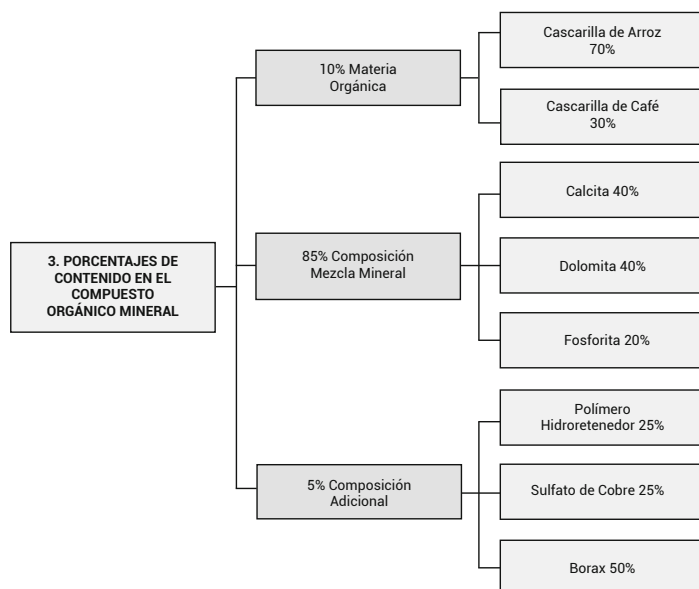 3. PORCENTAJES DE
CONTENIDO EN EL
COMPUESTO
ORGÁNICO MINERAL
10% Materia
Orgánica
Cascarilla de Arroz
70%
Cascarilla de Café
30%
85% Composición
Mezcla Mineral
Calcita 40%
Dolomita 40%
Fosforita 20%
5% Composición
Adicional
Polímero
Hidroretenedor 25%
Sulfato de Cobre 25%
Borax 50%